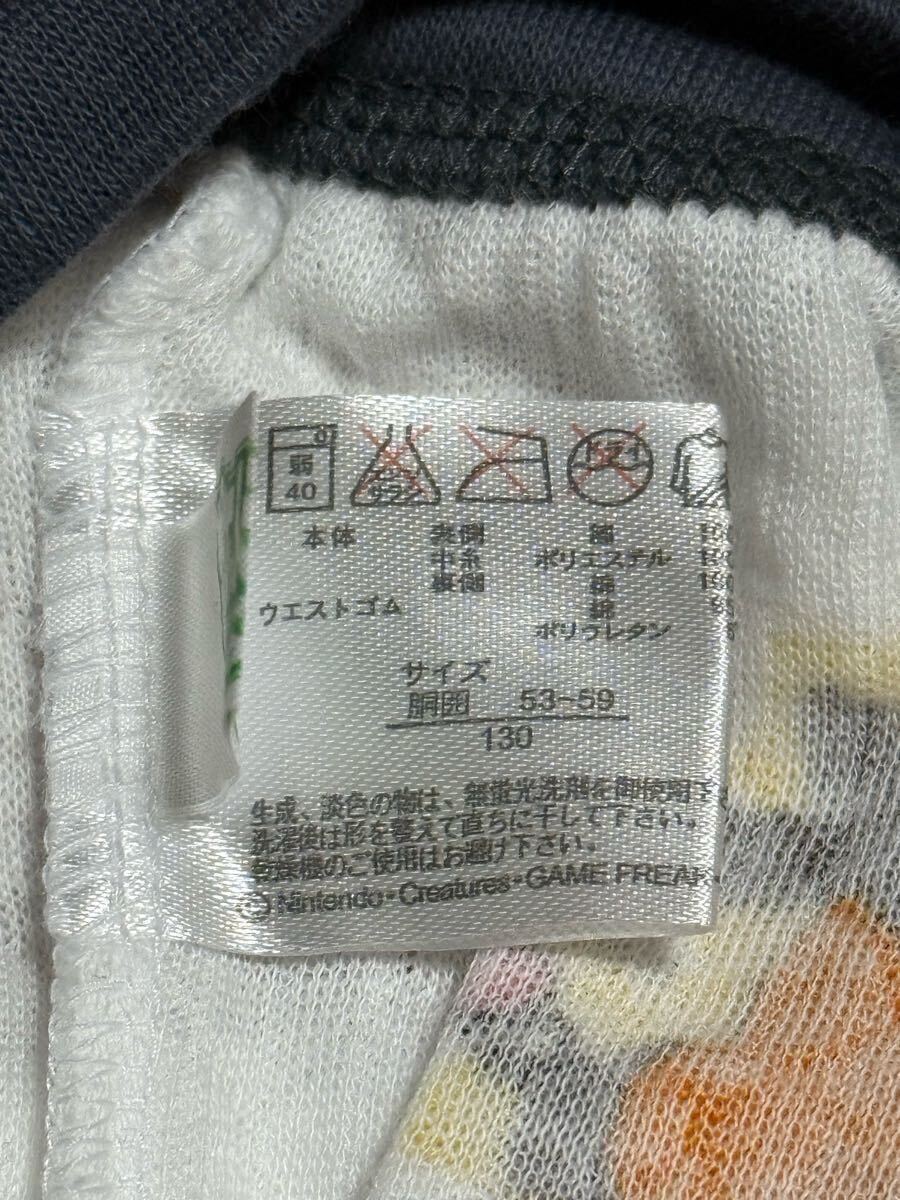 弱
40
ドライ
本体 表側 綿
中糸 ポリエステル
裏側 綿
ウエストゴム 綿
ポリウレタン
サイズ
胴囲 53-59
130
生成、淡色の物は、無蛍光洗剤を御使用下
洗濯後は形を整えて直ちに干して下さい。
乾燥機のご使用はお避け下さい。
© Nintendo・Creatures・GAME FREAK